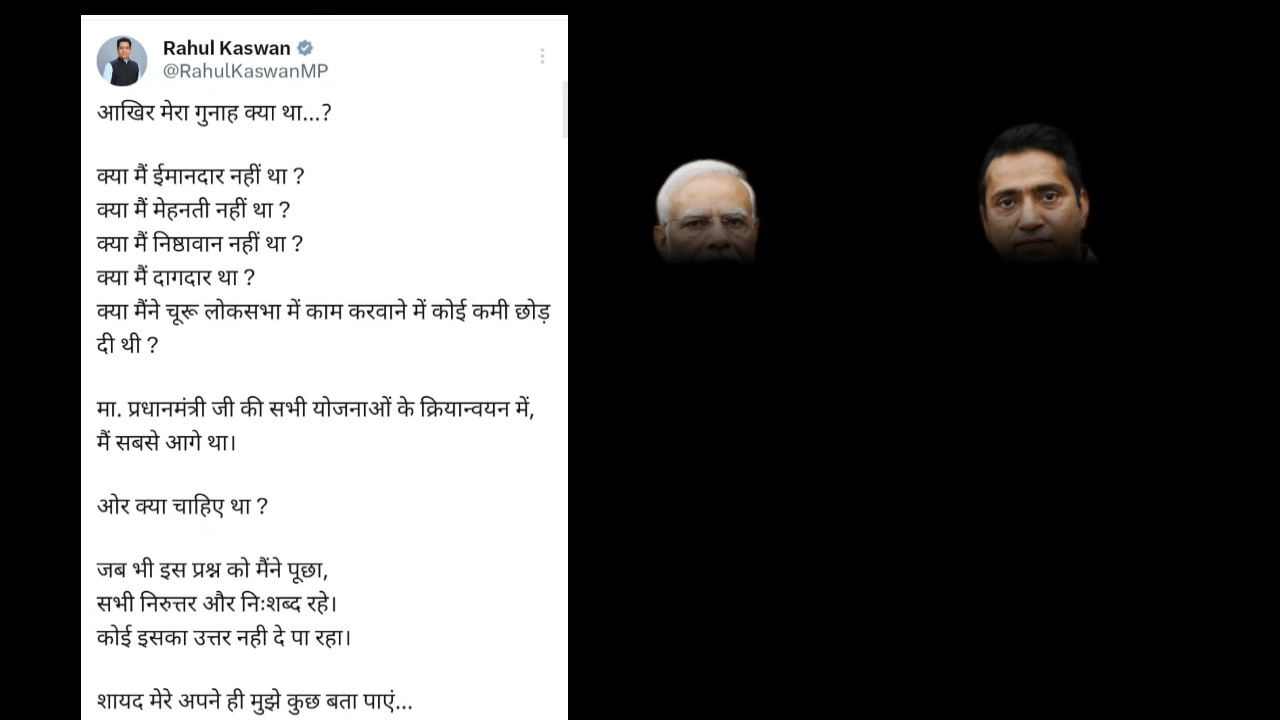 Rahul Kaswan
@RahulKaswanMP
आखिर मेरा गुनाह क्या था...?
क्या मैं ईमानदार नहीं था ?
क्या मैं मेहनती नहीं था ?
क्या मैं निष्ठावान नहीं था ?
क्या मैं दागदार था ?
क्या मैंने चूरू लोकसभा में काम करवाने में कोई कमी छोड़
दी थी ?
मा. प्रधानमंत्री जी की सभी योजनाओं के क्रियान्वयन में,
मैं सबसे आगे था।
ओर क्या चाहिए था ?
जब भी इस प्रश्न को मैंने पूछा,
सभी निरुत्तर और निःशब्द रहे।
कोई इसका उत्तर नही दे पा रहा।
शायद मेरे अपने ही मुझे कुछ बता पाएं...